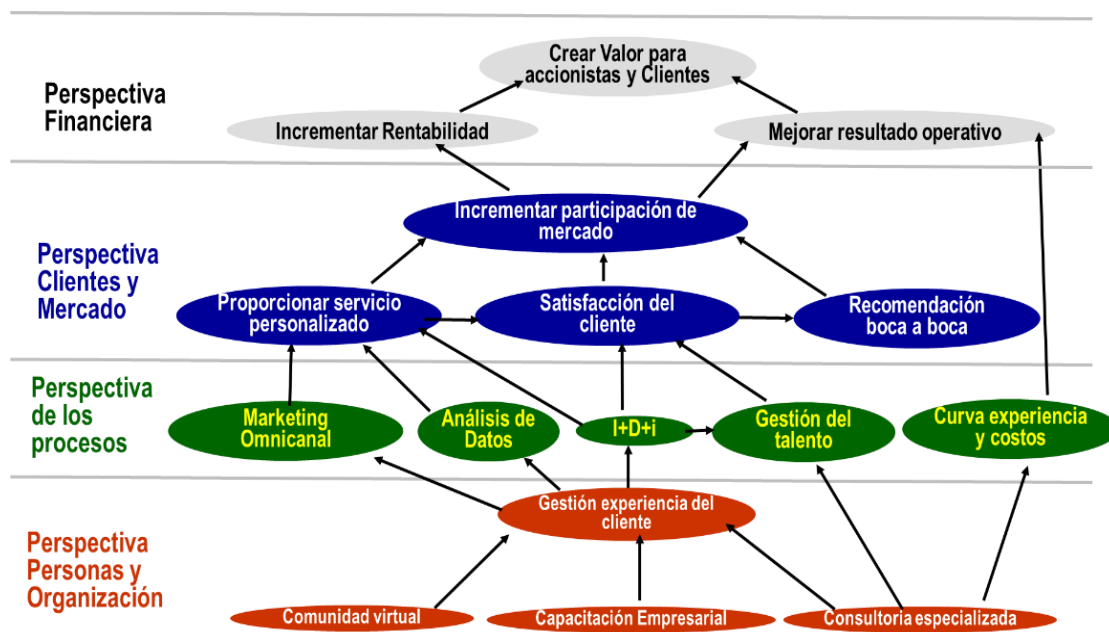 Perspectiva
Financiera
Crear Valor para
accionistas y Clientes
Incrementar Rentabilidad
Mejorar resultado operativo
Perspectiva
Clientes y
Mercado
Incrementar participación de
mercado
Proporcionar servicio
personalizado
Satisfacción del
cliente
Recomendación
boca a boca
Perspectiva
de los
procesos
Marketing
Omnicanal
Análisis de
Datos
I+D+i
Gestión del
talento
Curva experiencia
y costos
Perspectiva
Personas y
Organización
Gestión experiencia del
cliente
Comunidad virtual
Capacitación Empresarial
Consultoria especializada